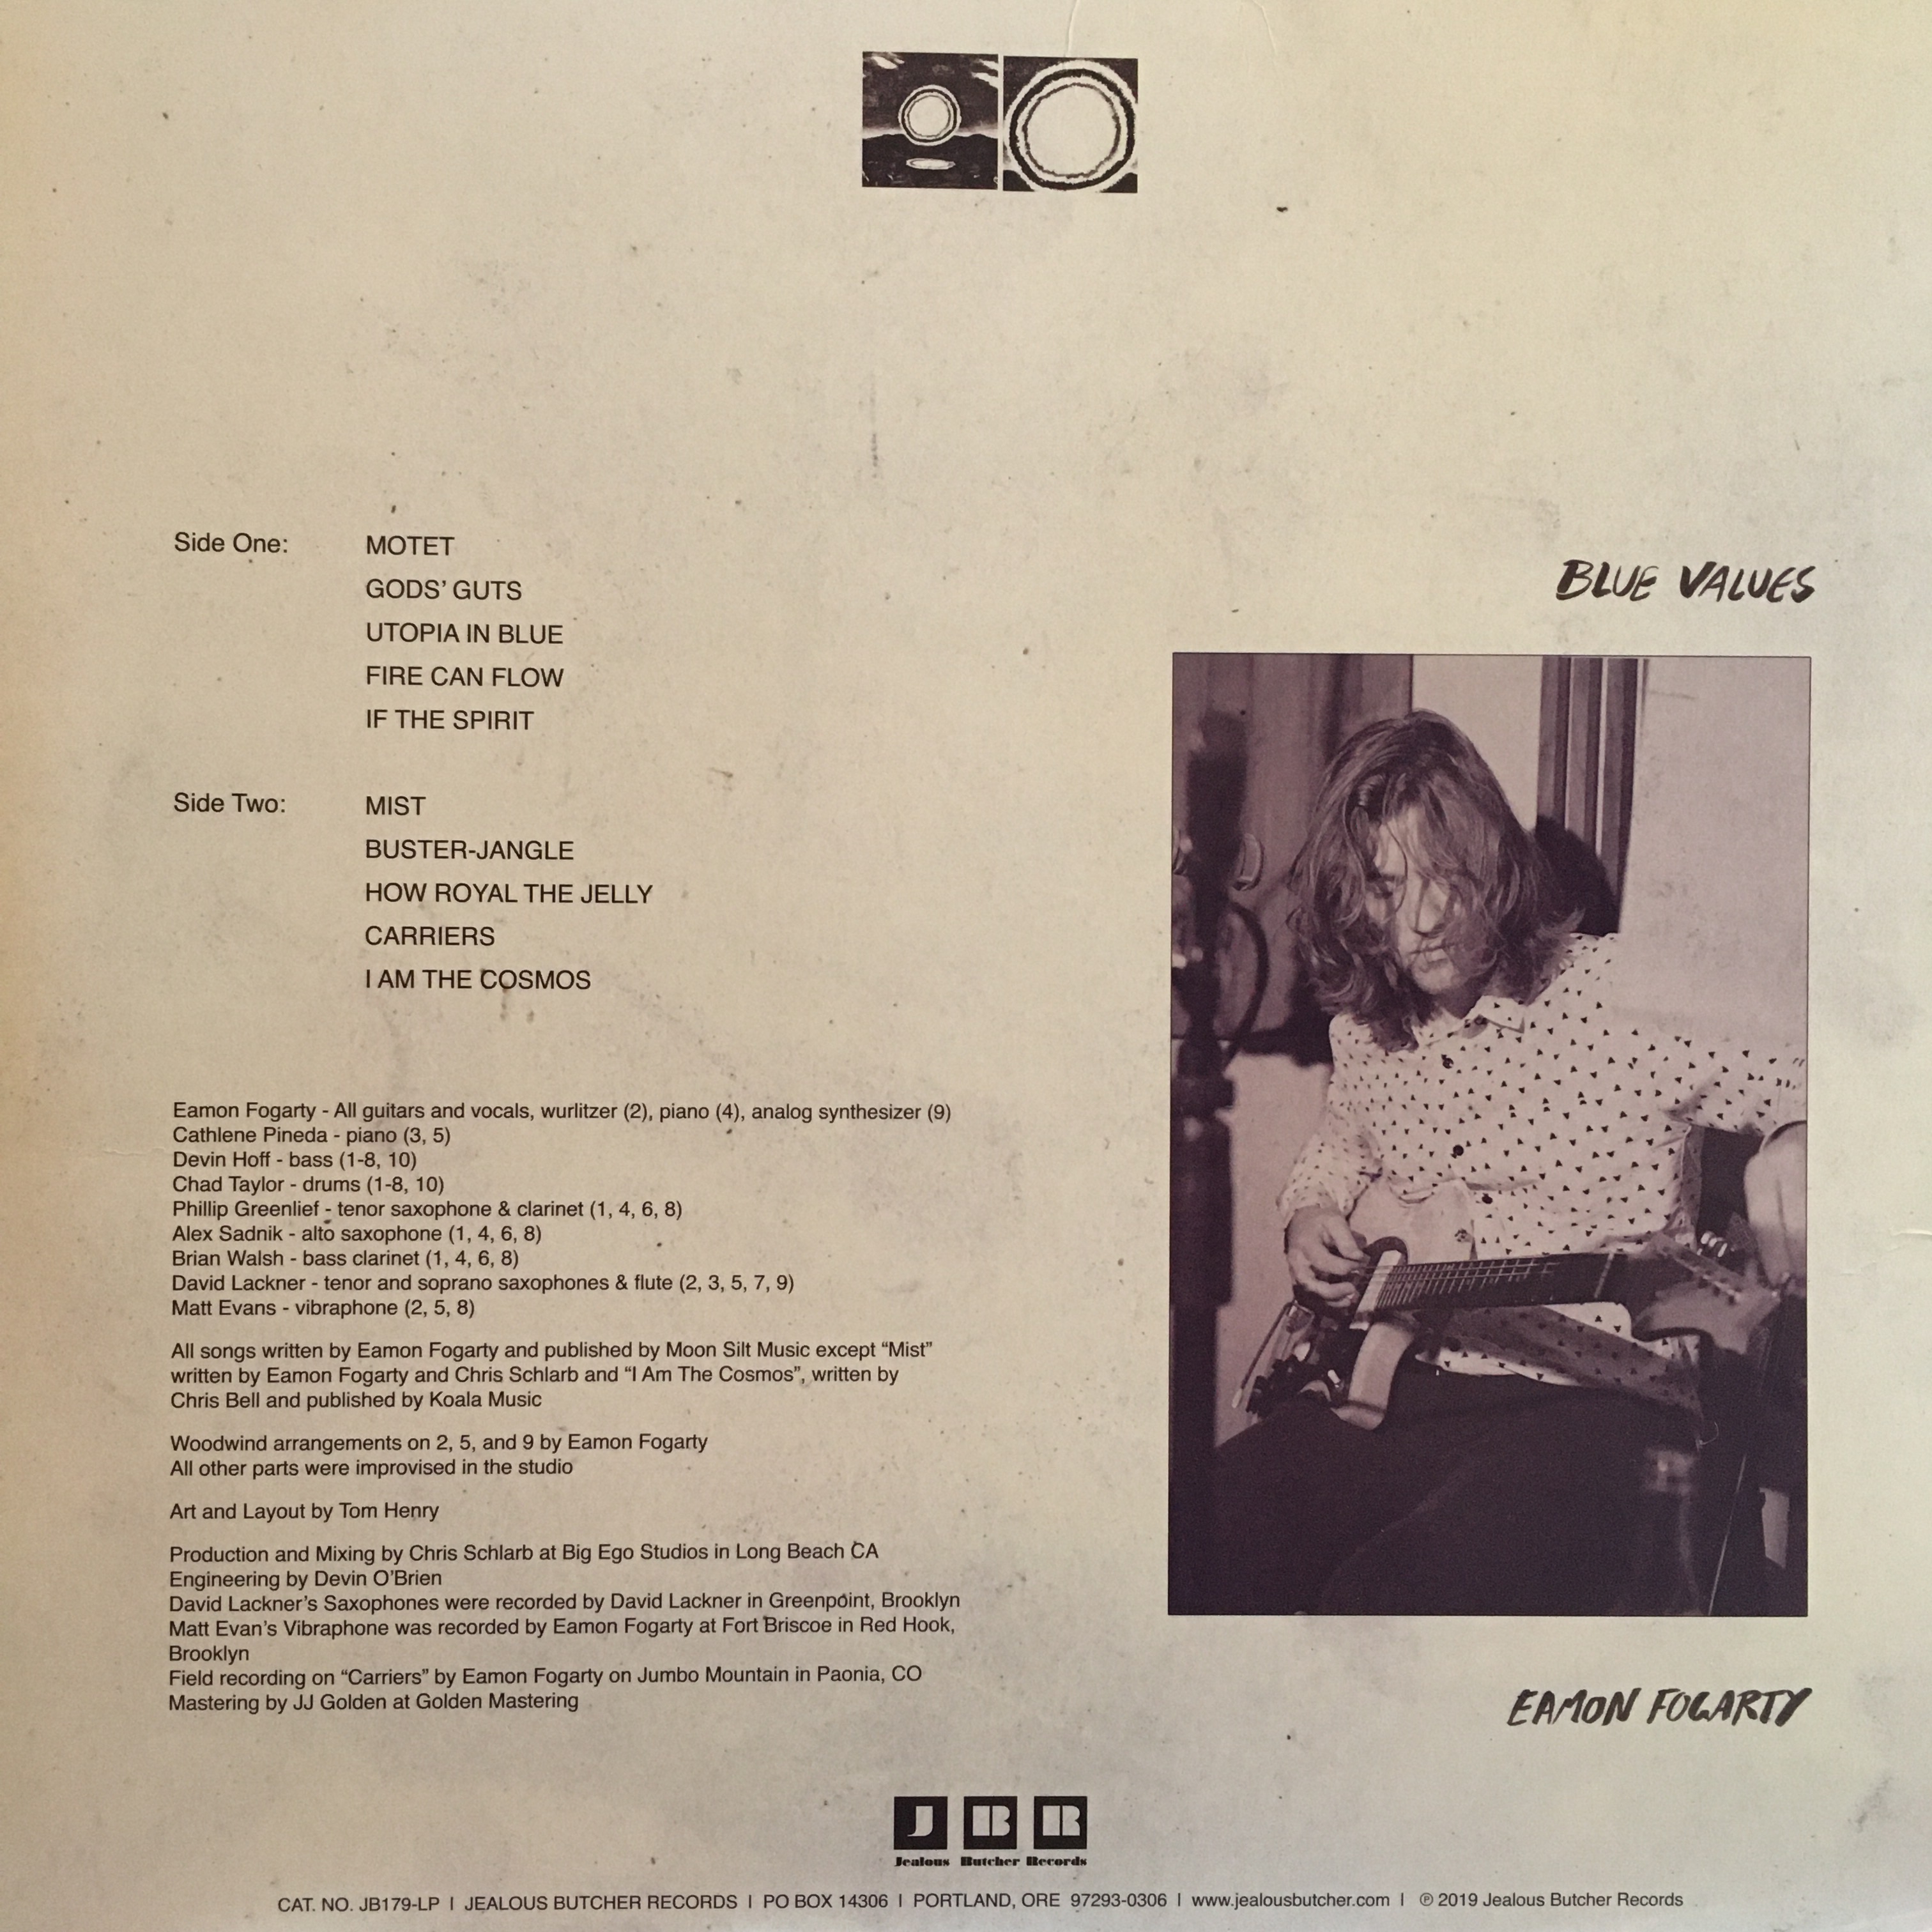 Side One: MOTET
GODS' GUTS
UTOPIA IN BLUE
FIRE CAN FLOW
IF THE SPIRIT
Side Two: MIST
BUSTER-JANGLE
HOW ROYAL THE JELLY
CARRIERS
I AM THE COSMOS
Eamon Fogarty - All guitars and vocals, wurlitzer (2), piano (4), analog synthesizer (9)
Cathlene Pineda - piano (3, 5)
Devin Hoff - bass (1-8, 10)
Chad Taylor - drums (1-8, 10)
Phillip Greenlief - tenor saxophone & clarinet (1, 4, 6, 8)
Alex Sadnik - alto saxophone (1, 4, 6, 8)
Brian Walsh - bass clarinet (1, 4, 6, 8)
David Lackner - tenor and soprano saxophones & flute (2, 3, 5, 7, 9)
Matt Evans - vibraphone (2, 5, 8)
All songs written by Eamon Fogarty and published by Moon Silt Music except “Mist”
written by Eamon Fogarty and Chris Schlarb and “I Am The Cosmos”, written by
Chris Bell and published by Koala Music
Woodwind arrangements on 2, 5, and 9 by Eamon Fogarty
All other parts were improvised in the studio
Art and Layout by Tom Henry
Production and Mixing by Chris Schlarb at Big Ego Studios in Long Beach CA
Engineering by Devin O’Brien
David Lackner’s Saxophones were recorded by David Lackner in Greenpoint, Brooklyn
Matt Evan’s Vibraphone was recorded by Eamon Fogarty at Fort Briscoe in Red Hook,
Brooklyn
Field recording on “Carriers” by Eamon Fogarty on Jumbo Mountain in Paonia, CO
Mastering by JJ Golden at Golden Mastering
BLUE VALUES
EAMON FOGARTY
J B R
Jealous Butcher Records
CAT. NO. JB179-LP | JEALOUS BUTCHER RECORDS | PO BOX 14306 | PORTLAND, ORE 97293-0306 | www.jealousbutcher.com | ℗ 2019 Jealous Butcher Records